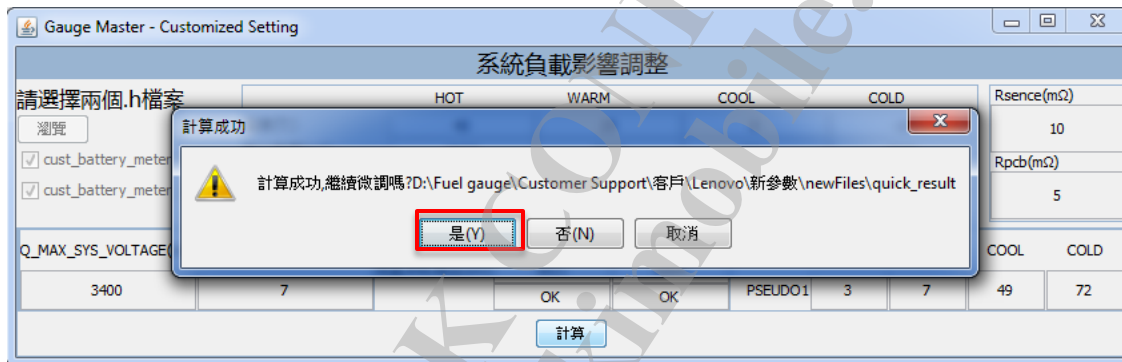 Gauge Master - Customized Setting
系統負載影響調整
請選擇兩個.h檔案
瀏覽
cust_battery_meter
cust_battery_meter
HOT WARM COOL COLD
Rsence(mΩ)
10
Rpcb(mΩ)
5
計算成功
計算成功,繼續微調嗎?D:\Fuel gauge\Customer Support\客戶\Lenovo\新參數\newFiles\quick_result
是(Y) 否(N) 取消
Q_MAX_SYS_VOLTAGE( COOL COLD
3400 7 OK OK PSEUDO1 3 7 49 72
計算